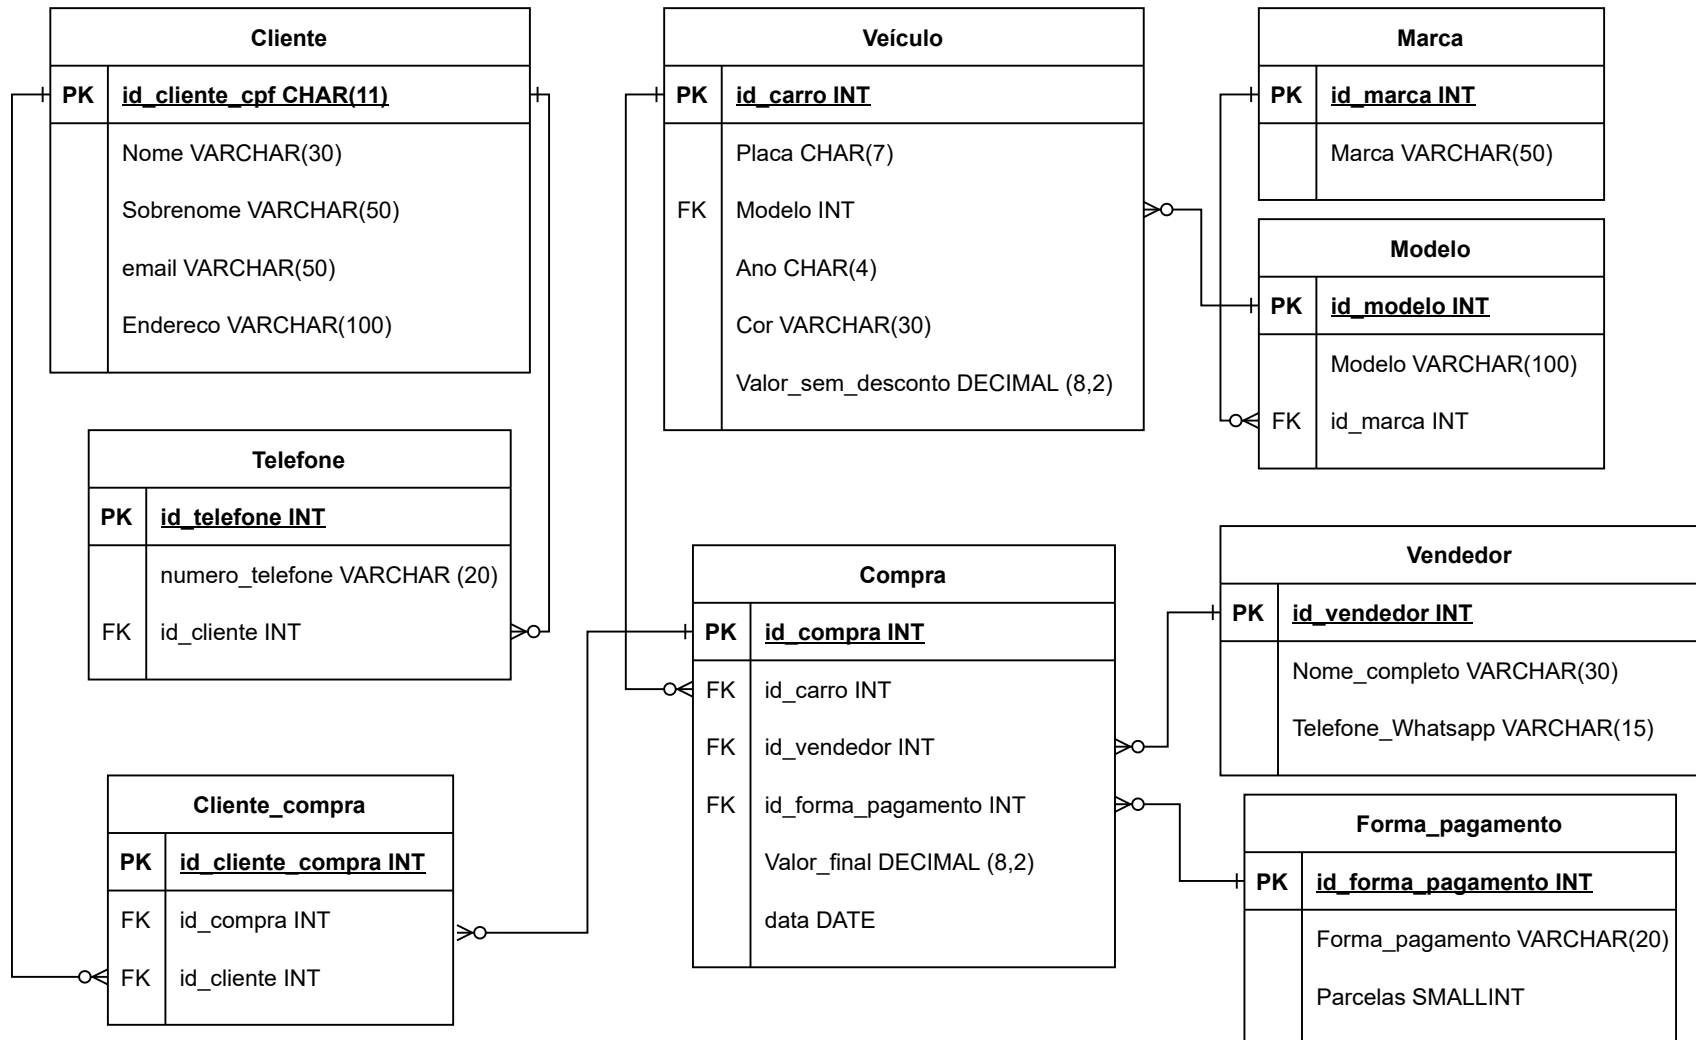 Cliente
PK id_cliente_cpf CHAR(11)
Nome VARCHAR(30)
Sobrenome VARCHAR(50)
email VARCHAR(50)
Endereco VARCHAR(100)
Telefone
PK id_telefone INT
numero_telefone VARCHAR (20)
FK id_cliente INT
Cliente_compra
PK id_cliente_compra INT
FK id_compra INT
FK id_cliente INT
Veículo
PK id_carro INT
Placa CHAR(7)
FK Modelo INT
Ano CHAR(4)
Cor VARCHAR(30)
Valor_sem_desconto DECIMAL (8,2)
Compra
PK id_compra INT
FK id_carro INT
FK id_vendedor INT
FK id_forma_pagamento INT
Valor_final DECIMAL (8,2)
data DATE
Marca
PK id_marca INT
Marca VARCHAR(50)
Modelo
PK id_modelo INT
Modelo VARCHAR(100)
FK id_marca INT
Vendedor
PK id_vendedor INT
Nome_completo VARCHAR(30)
Telefone_Whatsapp VARCHAR(15)
Forma_pagamento
PK id_forma_pagamento INT
Forma_pagamento VARCHAR(20)
Parcelas SMALLINT